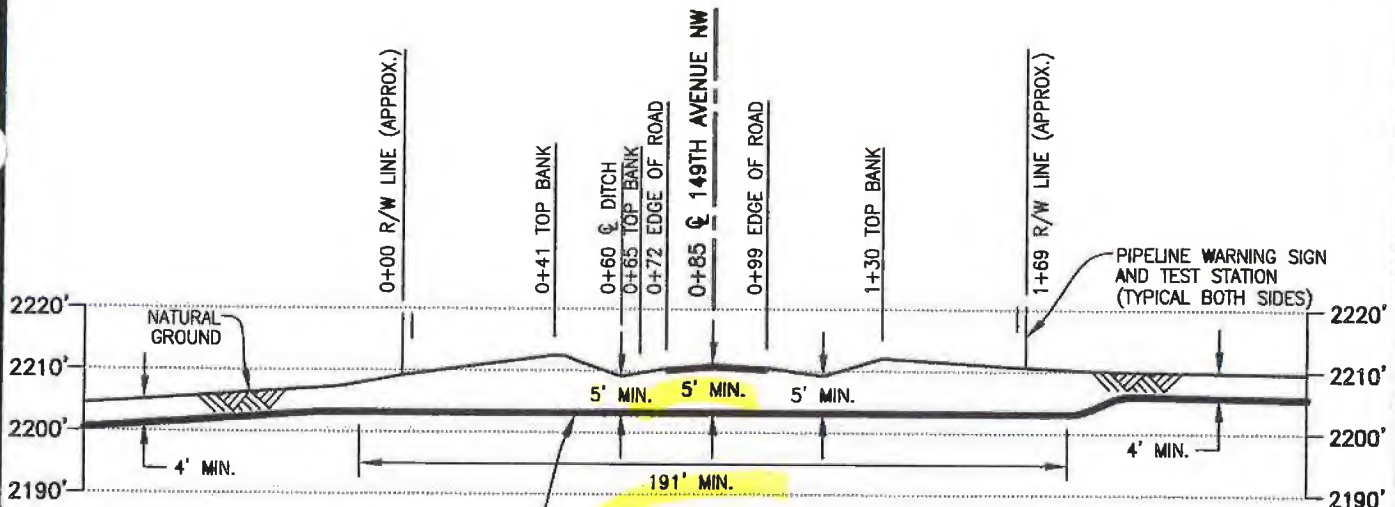 0+00 R/W LINE (APPROX.)
0+41 TOP BANK
0+60 ℄ DITCH
0+65 TOP BANK
0+72 EDGE OF ROAD
0+85 ℄ 149TH AVENUE NW
0+99 EDGE OF ROAD
1+30 TOP BANK
1+69 R/W LINE (APPROX.)
PIPELINE WARNING SIGN
AND TEST STATION
(TYPICAL BOTH SIDES)
2220'
2220'
NATURAL
GROUND
2210'
2210'
5' MIN.
5' MIN.
5' MIN.
2200'
2200'
4' MIN.
4' MIN.
191' MIN.
2190'
2190'